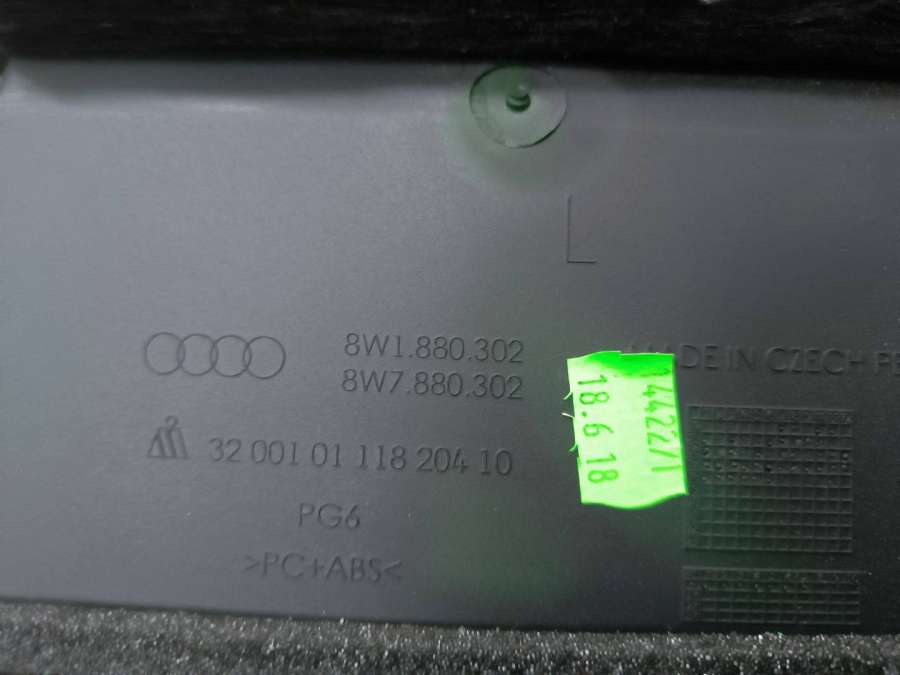 L
8W1.880.302
8W7.880.302
MADE IN CZECH
32 001 01 118 204 10
PG6
>PC+ABS<
14422/1
18.6.18